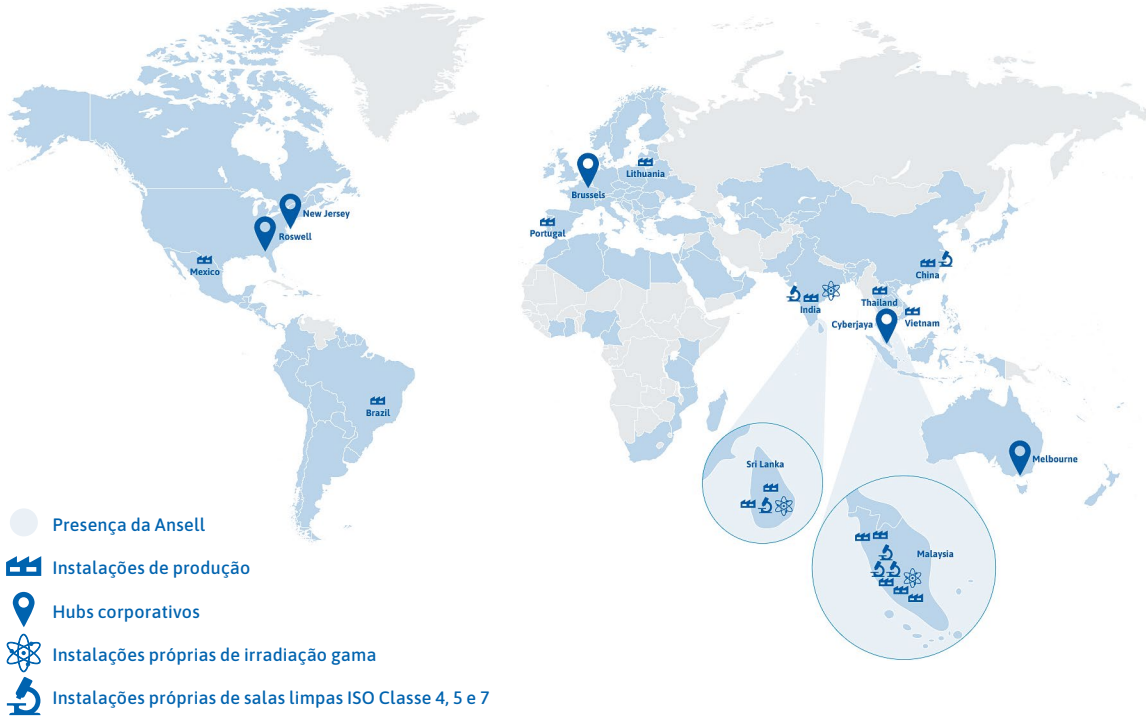 Lithuania
Brussels
New Jersey
Portugal
Roswell
Mexico
China
Thailand
India
Cyberjaya
Vietnam
Brazil
Melbourne
Sri Lanka
Malaysia
Presença da Ansell
Instalações de produção
Hubs corporativos
Instalações próprias de irradiação gama
Instalações próprias de salas limpas ISO Classe 4, 5 e 7